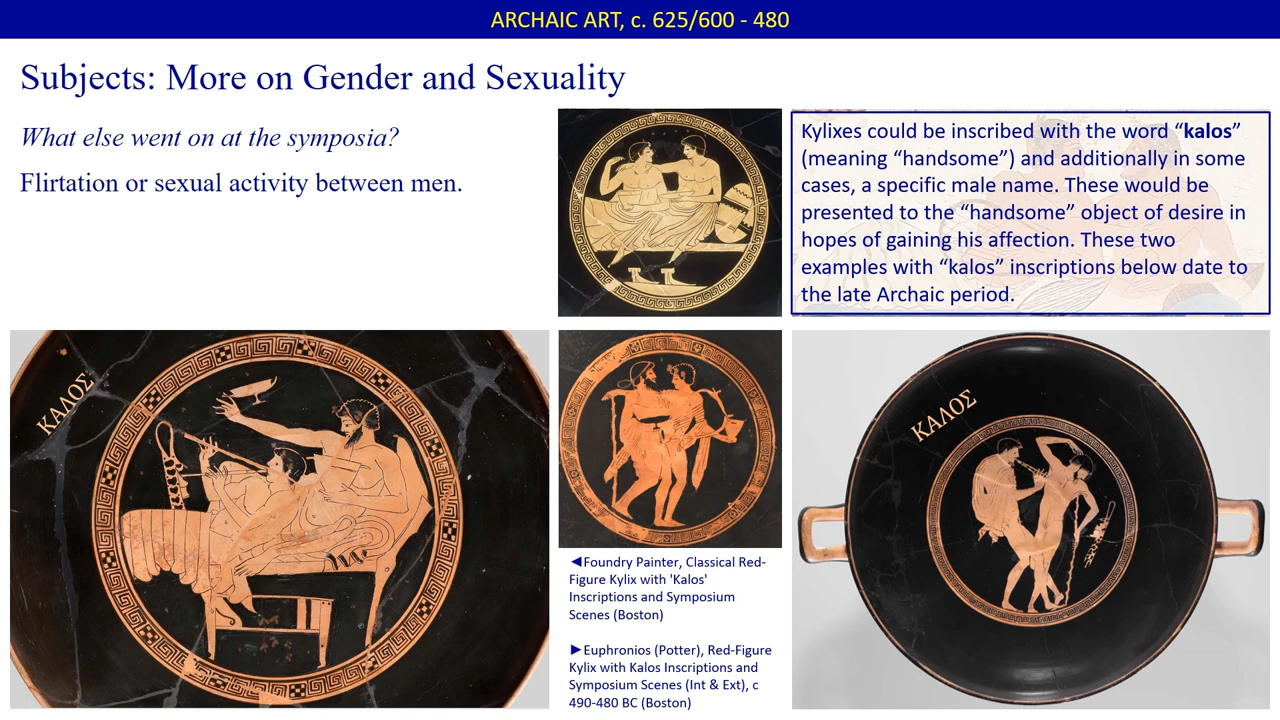 ARCHAIC ART, c. 625/600 - 480
Subjects: More on Gender and Sexuality
What else went on at the symposia?
Flirtation or sexual activity between men.
Kylixes could be inscribed with the word “kalos”
(meaning “handsome”) and additionally in some
cases, a specific male name. These would be
presented to the “handsome” object of desire in
hopes of gaining his affection. These two
examples with “kalos” inscriptions below date to
the late Archaic period.
ΚΑΛΟΣ
ΚΑΛΟΣ
◄Foundry Painter, Classical Red-
Figure Kylix with 'Kalos'
Inscriptions and Symposium
Scenes (Boston)
►Euphronios (Potter), Red-Figure
Kylix with Kalos Inscriptions and
Symposium Scenes (Int & Ext), c
490-480 BC (Boston)